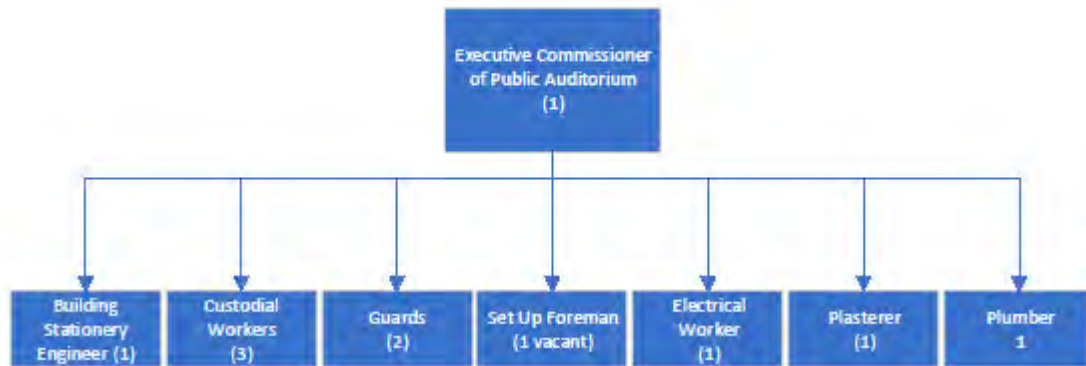 Executive Commissioner
of Public Auditorium
(1)
Building
Stationery
Engineer (1)
Custodial
Workers
(3)
Guards
(2)
Set Up Foreman
(1 vacant)
Electrical
Worker
(1)
Plasterer
(1)
Plumber
1